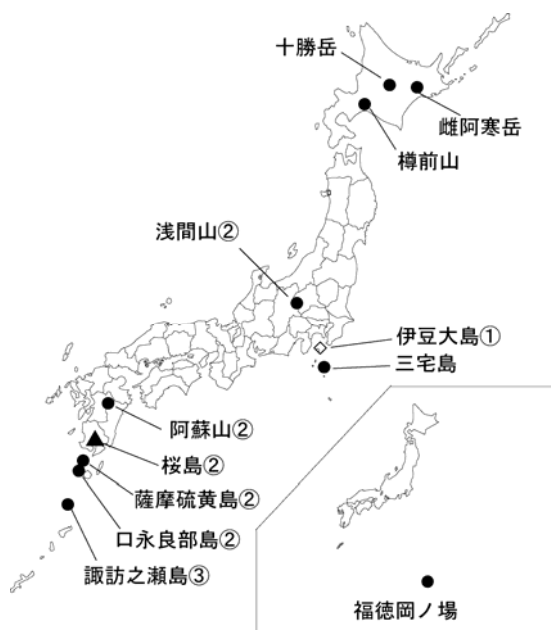 十勝岳
雌阿寒岳
樽前山
浅間山②
伊豆大島①
三宅島
阿蘇山②
桜島②
薩摩硫黄島②
口永良部島②
諏訪之瀬島③
福徳岡ノ場